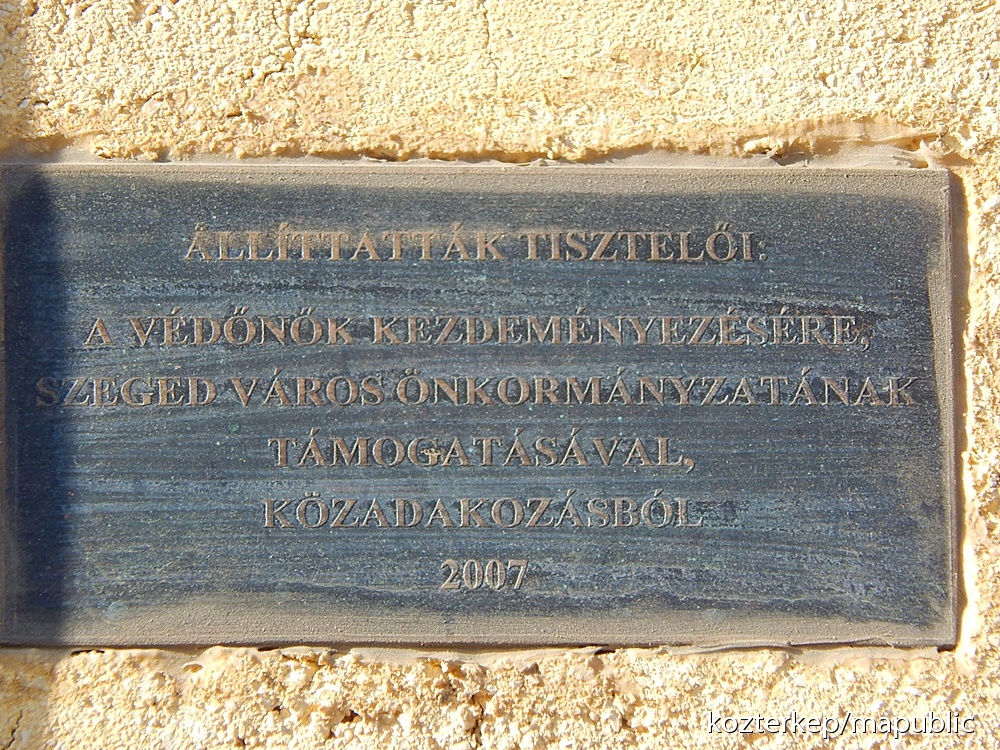 ÁLLÍTTATTÁK TISZTELŐI:
A VÉDŐNŐK KEZDEMÉNYEZÉSÉRE,
SZEGED VÁROS ÖNKORMÁNYZATÁNAK
TÁMOGATÁSÁVAL,
KÖZADAKOZÁSBÓL
2007
kozterkep/mapublic